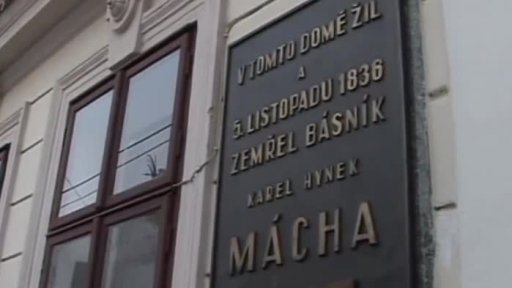 V TOMTO DOMĚ ŽIL
A
5. LISTOPADU 1836
ZEMŘEL BÁSNÍK
KAREL HYNEK
MÁCHA